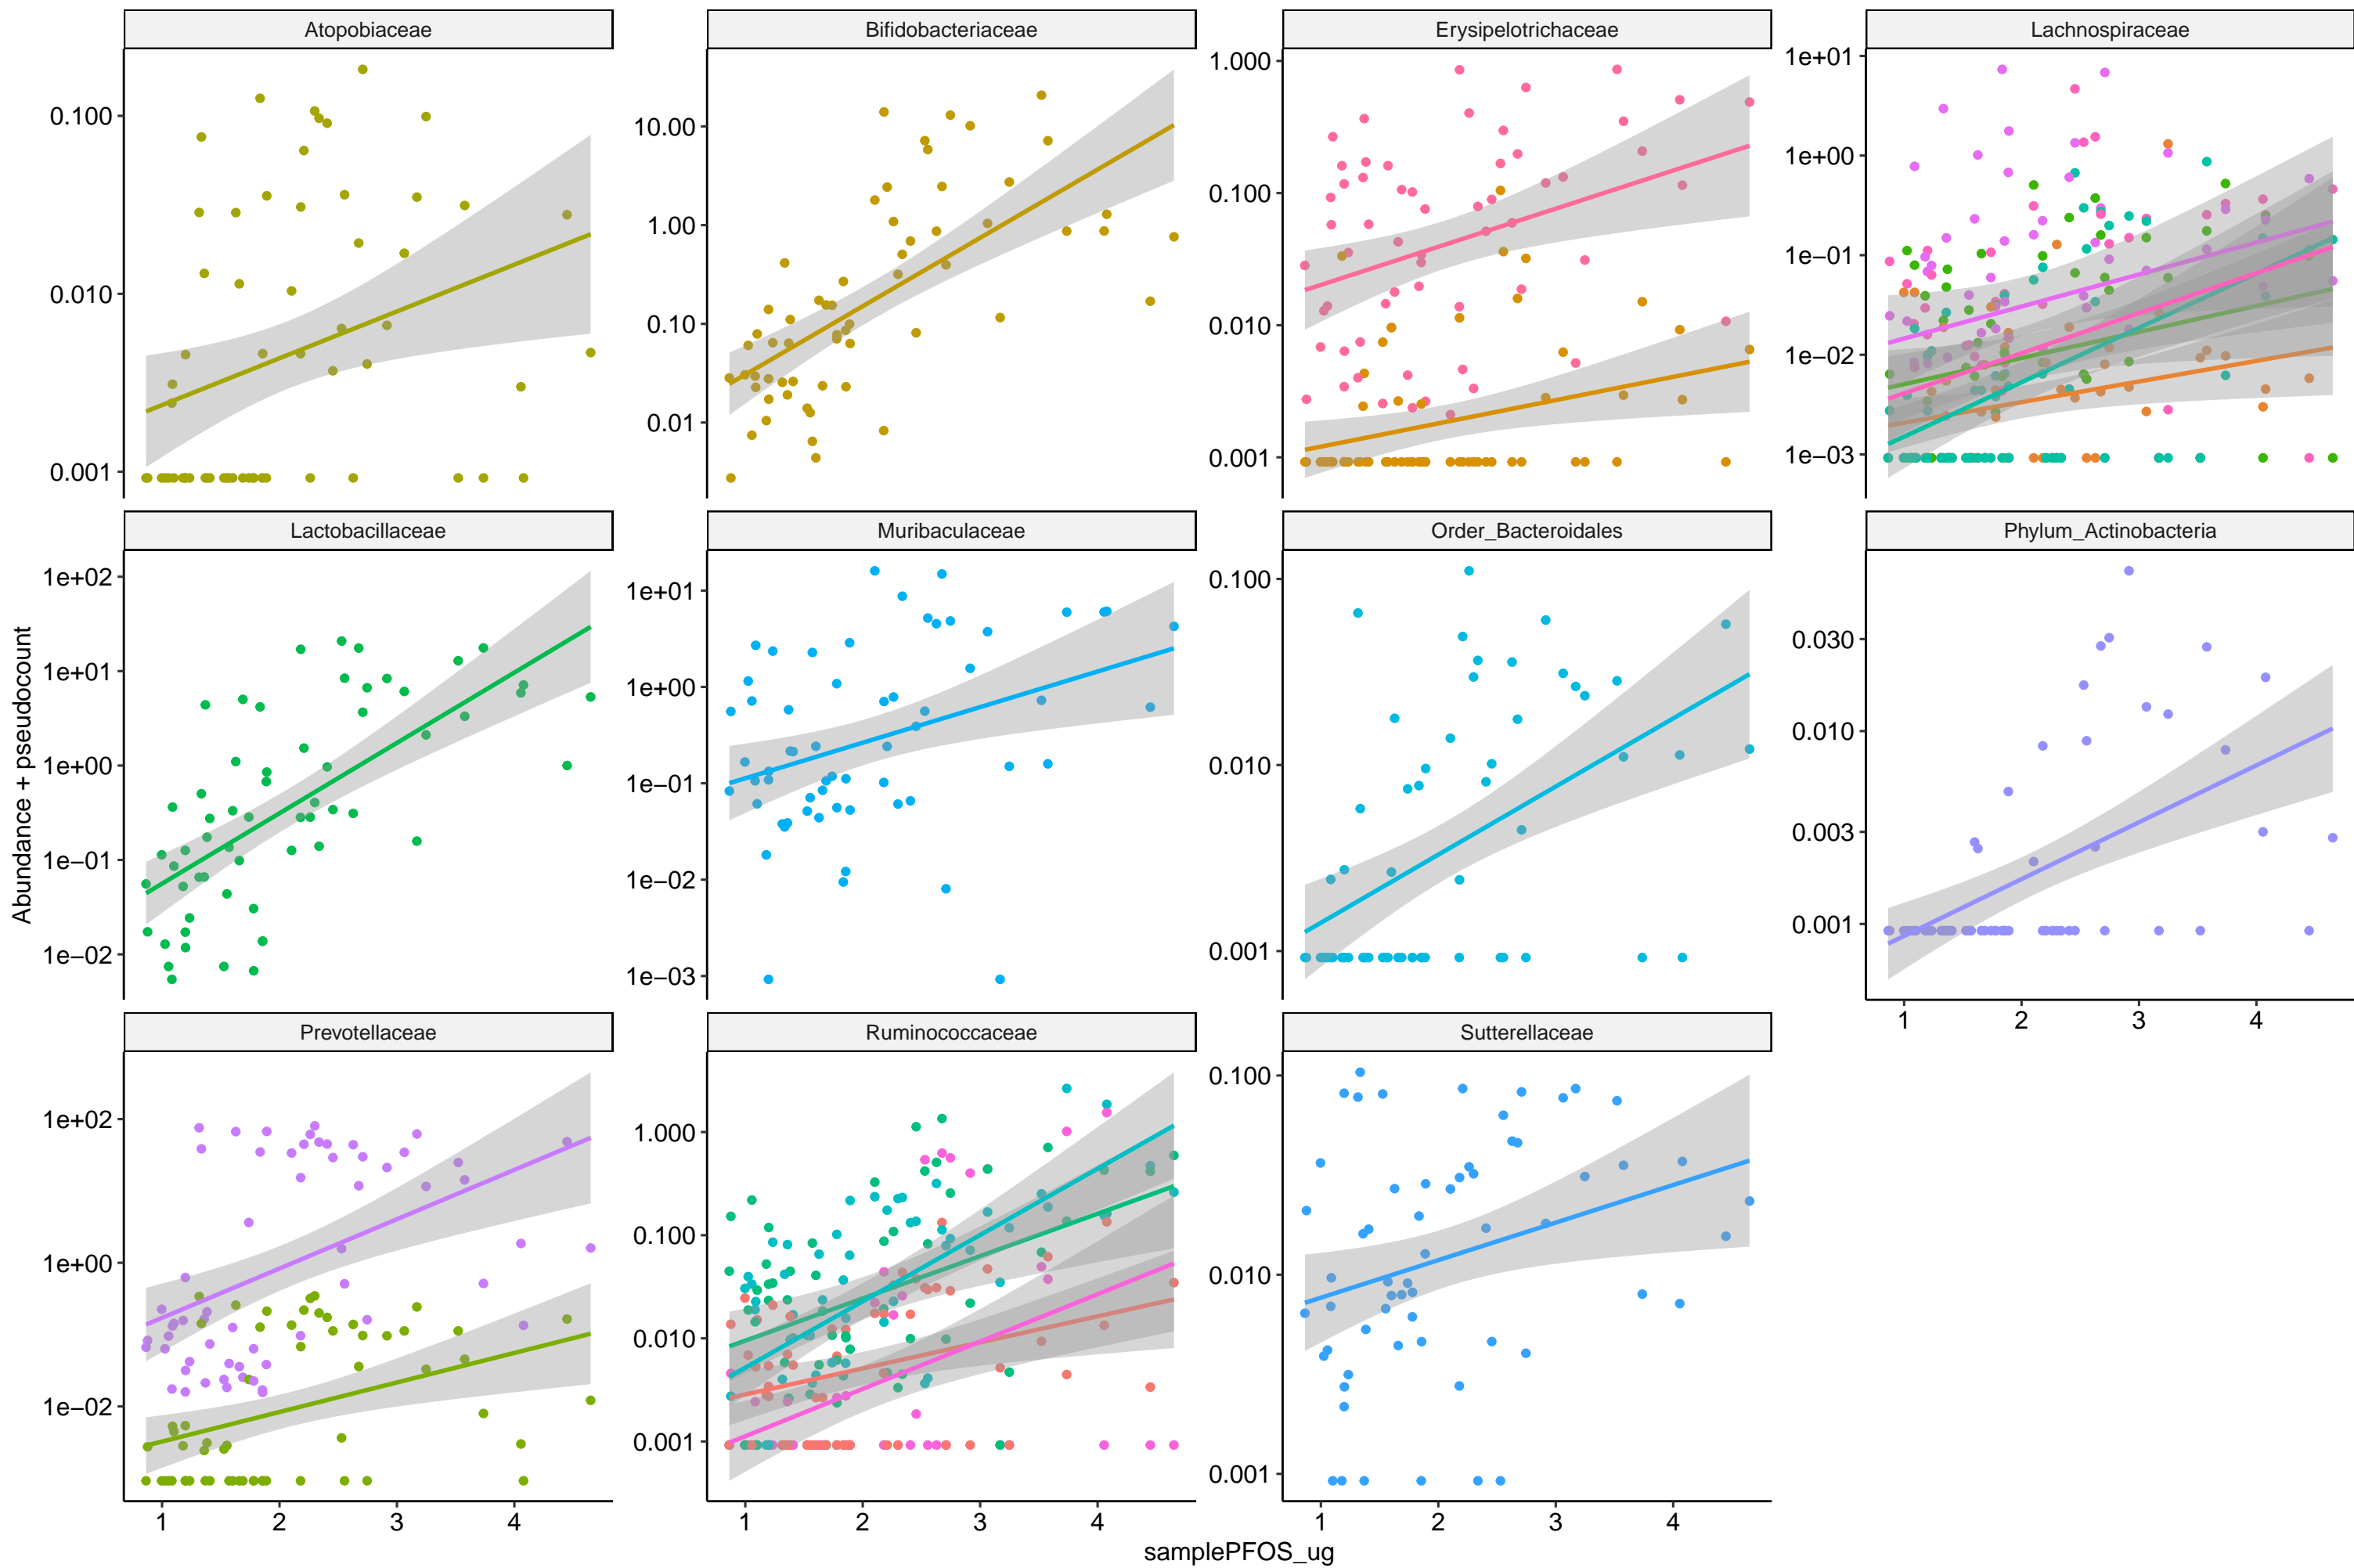 Atopobiaceae
Bifidobacteriaceae
Erysipelotrichaceae
Lachnospiraceae
0.100
0.010
0.001
10.00
1.00
0.10
0.01
1.000
0.100
0.010
0.001
1e+01
1e+00
1e−01
1e−02
1e−03
Lactobacillaceae
Muribaculaceae
Order_Bacteroidales
Phylum_Actinobacteria
1e+02
1e+01
1e+00
1e−01
1e−02
1e+01
1e+00
1e−01
1e−02
1e−03
0.100
0.010
0.001
0.030
0.010
0.003
0.001
1 2 3 4
Abundance + pseudocount
Prevotellaceae
Ruminococcaceae
Sutterellaceae
1e+02
1e+00
1e−02
1.000
0.100
0.010
0.001
0.100
0.010
0.001
1 2 3 4
1 2 3 4
1 2 3 4
samplePFOS_ug